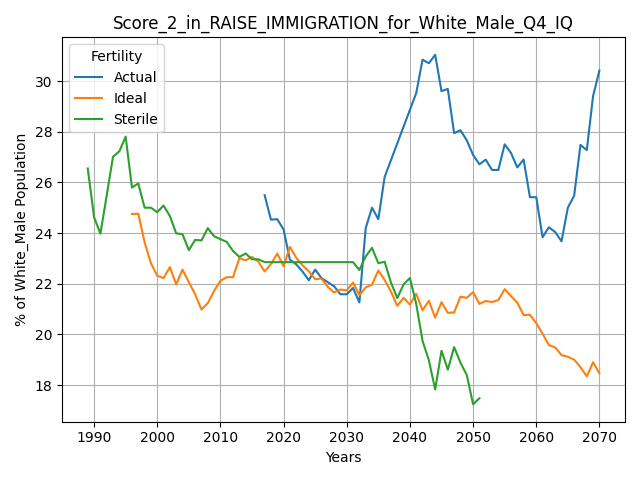 Score_2_in_RAISE_IMMIGRATION_for_White_Male_Q4_IQ
Fertility
Actual
Ideal
Sterile
% of White_Male Population
30
28
26
24
22
20
18
1990 2000 2010 2020 2030 2040 2050 2060 2070
Years